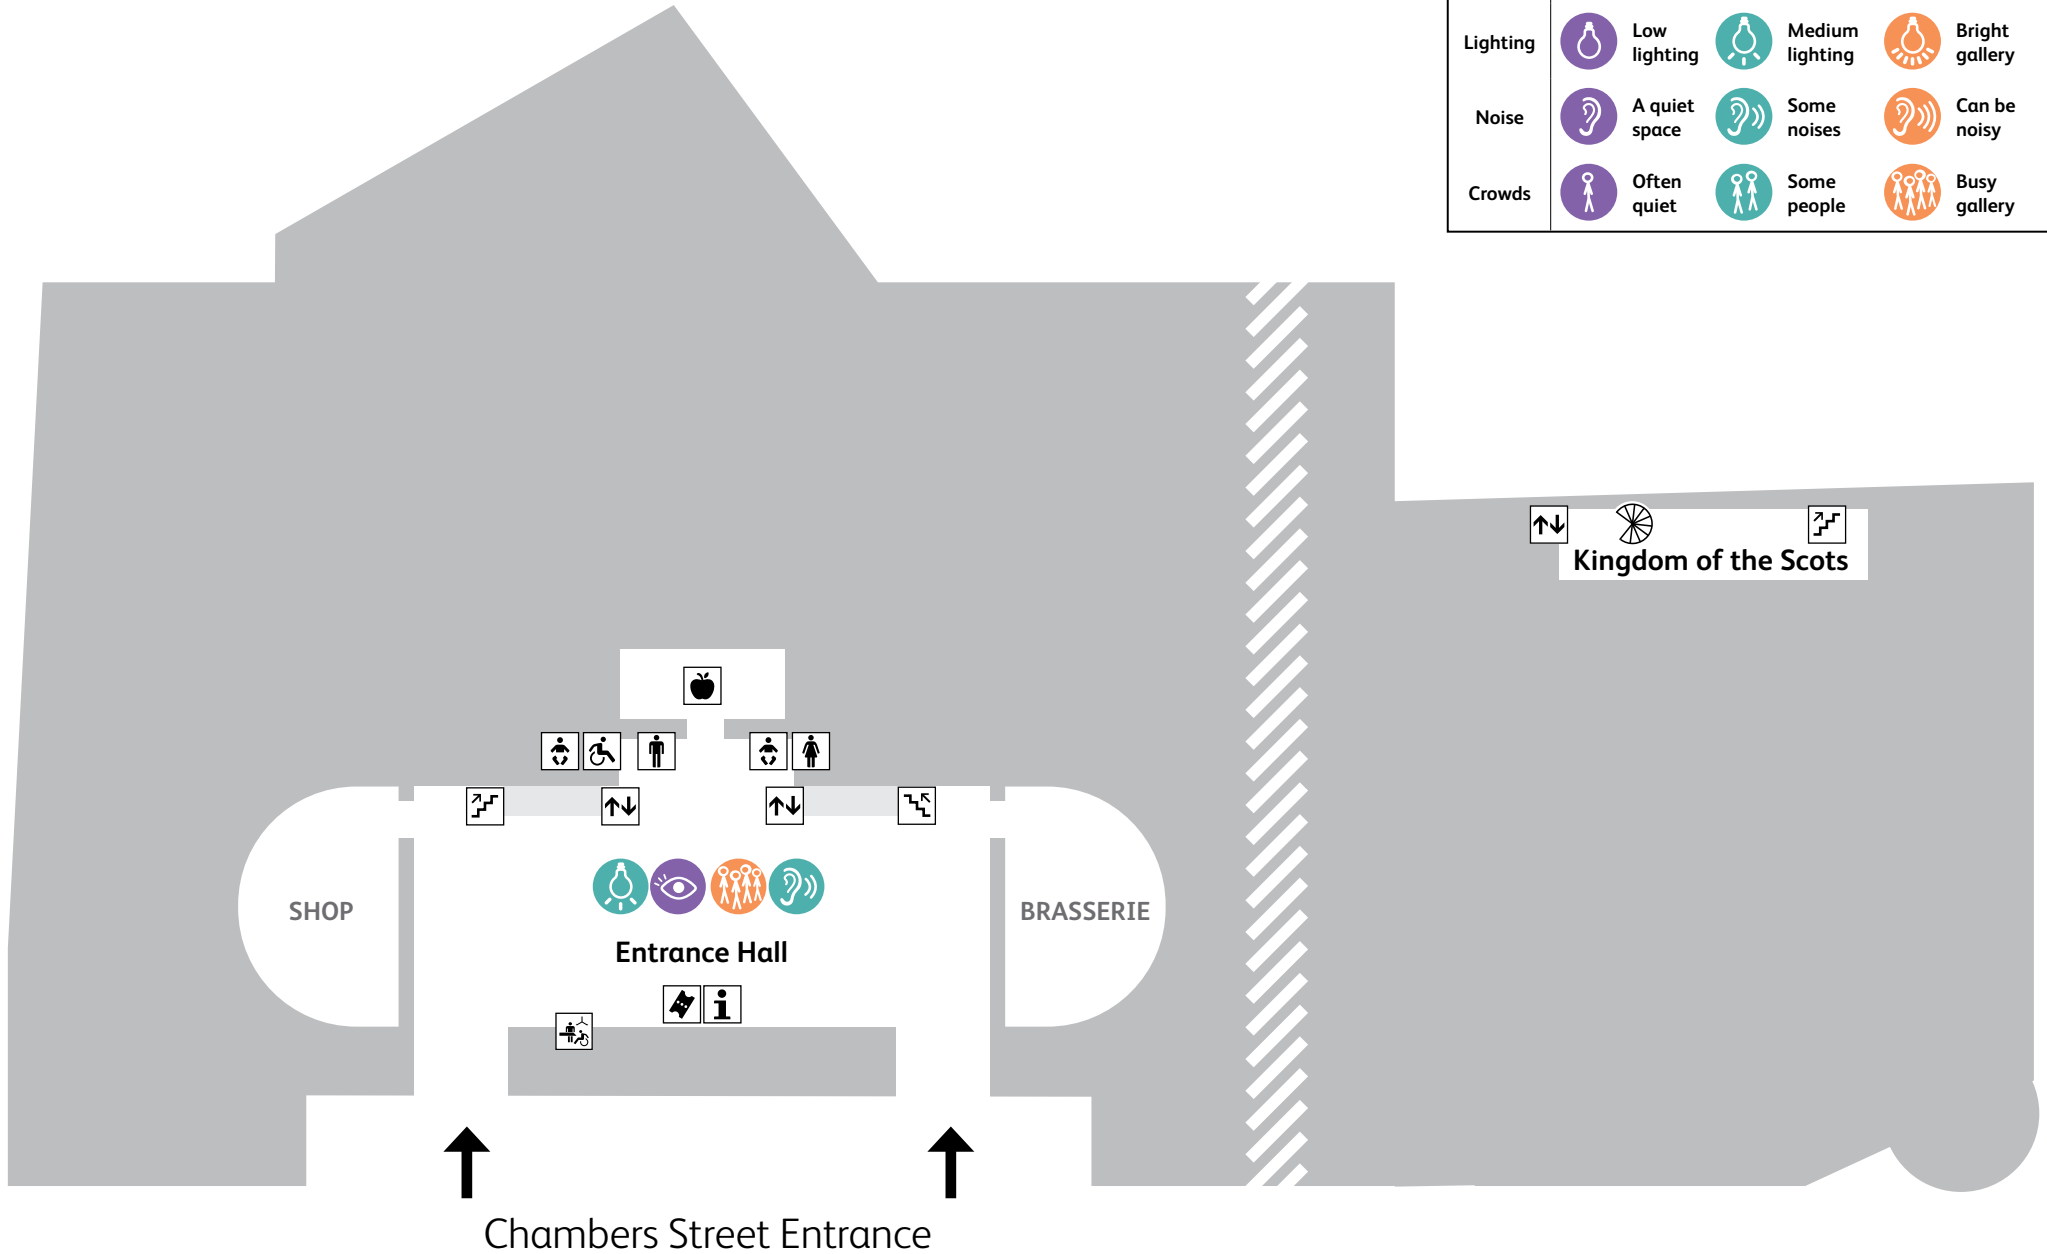 Lighting
Low
lighting
Medium
lighting
Bright
gallery
Noise
A quiet
space
Some
noises
Can be
noisy
Crowds
Often
quiet
Some
people
Busy
gallery
Kingdom of the Scots
SHOP
BRASSERIE
Entrance Hall
Chambers Street Entrance